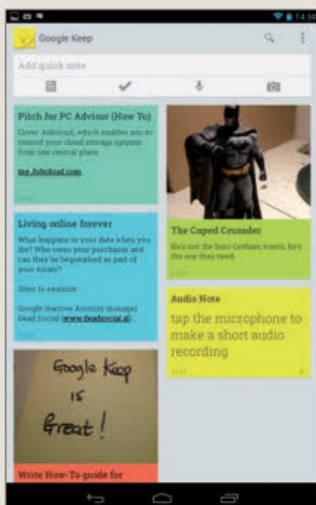 14:34
Google Keep
Add quick note
Pitch for PC Advisor (How To)
Cover Jolicloud, which enables you to
control your cloud storage options
from one central place
my.Jolicloud.com
Living online forever
What happens to your data when you
die? Who owns your purchases and
can they be bequeathed as part of
your estate?
Sites to examine
Google Inactive Account manager
Dead Social (www.deadsocial.al)...
Google Keep
is
Great!
Write How-To guide for
The Caped Crusader
He's not the hero Gotham wants, he's
the one they need.
Audio Note
tap the microphone to
make a short audio
recording